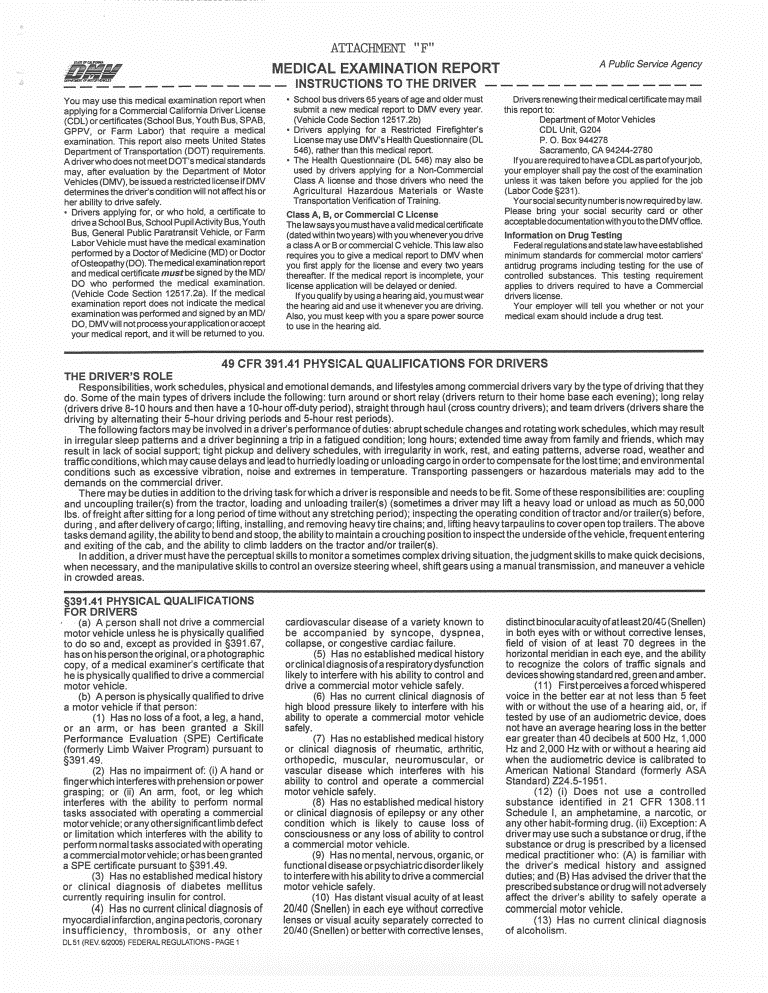 ATTACHMENT "F"
STATE OF CALIFORNIA
DMV
DEPARTMENT OF MOTOR VEHICLES
MEDICAL EXAMINATION REPORT
A Public Service Agency
INSTRUCTIONS TO THE DRIVER
You may use this medical examination report when
applying for a Commercial California Driver License
(CDL) or certificates (School Bus, Youth Bus, SPAB,
GPPV, or Farm Labor) that require a medical
examination. This report also meets United States
Department of Transportation (DOT) requirements.
A driver who does not meet DOT's medical standards
may, after evaluation by the Department of Motor
Vehicles (DMV), be issued a restricted license if DMV
determines the driver's condition will not affect his or
her ability to drive safely.
• Drivers applying for, or who hold, a certificate to
drive a School Bus, School Pupil Activity Bus, Youth
Bus, General Public Paratransit Vehicle, or Farm
Labor Vehicle must have the medical examination
performed by a Doctor of Medicine (MD) or Doctor
of Osteopathy (DO). The medical examination report
and medical certificate must be signed by the MD/
DO who performed the medical examination.
(Vehicle Code Section 12517.2a). If the medical
examination report does not indicate the medical
examination was performed and signed by an MD/
DO, DMV will not process your application or accept
your medical report, and it will be returned to you.
• School bus drivers 65 years of age and older must
submit a new medical report to DMV every year.
(Vehicle Code Section 12517.2b)
• Drivers applying for a Restricted Firefighter's
License may use DMV's Health Questionnaire (DL
546), rather than this medical report.
• The Health Questionnaire (DL 546) may also be
used by drivers applying for a Non-Commercial
Class A license and those drivers who need the
Agricultural Hazardous Materials or Waste
Transportation Verification of Training.
Class A, B, or Commercial C License
The law says you must have a valid medical certificate
(dated within two years) with you whenever you drive
a class A or B or commercial C vehicle. This law also
requires you to give a medical report to DMV when
you first apply for the license and every two years
thereafter. If the medical report is incomplete, your
license application will be delayed or denied.
If you qualify by using a hearing aid, you must wear
the hearing aid and use it whenever you are driving.
Also, you must keep with you a spare power source
to use in the hearing aid.
Drivers renewing their medical certificate may mail
this report to:
Department of Motor Vehicles
CDL Unit, G204
P. O. Box 944278
Sacramento, CA 94244-2780
If you are required to have a CDL as part of your job,
your employer shall pay the cost of the examination
unless it was taken before you applied for the job
(Labor Code §231).
Your social security number is now required by law.
Please bring your social security card or other
acceptable documentation with you to the DMV office.
Information on Drug Testing
Federal regulations and state law have established
minimum standards for commercial motor carriers'
antidrug programs including testing for the use of
controlled substances. This testing requirement
applies to drivers required to have a Commercial
drivers license.
Your employer will tell you whether or not your
medical exam should include a drug test.
49 CFR 391.41 PHYSICAL QUALIFICATIONS FOR DRIVERS
THE DRIVER'S ROLE
Responsibilities, work schedules, physical and emotional demands, and lifestyles among commercial drivers vary by the type of driving that they
do. Some of the main types of drivers include the following: turn around or short relay (drivers return to their home base each evening); long relay
(drivers drive 8-10 hours and then have a 10-hour off-duty period), straight through haul (cross country drivers); and team drivers (drivers share the
driving by alternating their 5-hour driving periods and 5-hour rest periods).
The following factors may be involved in a driver's performance of duties: abrupt schedule changes and rotating work schedules, which may result
in irregular sleep patterns and a driver beginning a trip in a fatigued condition; long hours; extended time away from family and friends, which may
result in lack of social support; tight pickup and delivery schedules, with irregularity in work, rest, and eating patterns, adverse road, weather and
traffic conditions, which may cause delays and lead to hurriedly loading or unloading cargo in order to compensate for the lost time; and environmental
conditions such as excessive vibration, noise and extremes in temperature. Transporting passengers or hazardous materials may add to the
demands on the commercial driver.
There may be duties in addition to the driving task for which a driver is responsible and needs to be fit. Some of these responsibilities are: coupling
and uncoupling trailer(s) from the tractor, loading and unloading trailer(s) (sometimes a driver may lift a heavy load or unload as much as 50,000
lbs. of freight after sitting for a long period of time without any stretching period); inspecting the operating condition of tractor and/or trailer(s) before,
during , and after delivery of cargo; lifting, installing, and removing heavy tire chains; and, lifting heavy tarpaulins to cover open top trailers. The above
tasks demand agility, the ability to bend and stoop, the ability to maintain a crouching position to inspect the underside of the vehicle, frequent entering
and exiting of the cab, and the ability to climb ladders on the tractor and/or trailer(s).
In addition, a driver must have the perceptual skills to monitor a sometimes complex driving situation, the judgment skills to make quick decisions,
when necessary, and the manipulative skills to control an oversize steering wheel, shift gears using a manual transmission, and maneuver a vehicle
in crowded areas.
§391.41 PHYSICAL QUALIFICATIONS
FOR DRIVERS
(a) A person shall not drive a commercial
motor vehicle unless he is physically qualified
to do so and, except as provided in §391.67,
has on his person the original, or a photographic
copy, of a medical examiner's certificate that
he is physically qualified to drive a commercial
motor vehicle.
(b) A person is physically qualified to drive
a motor vehicle if that person:
(1) Has no loss of a foot, a leg, a hand,
or an arm, or has been granted a Skill
Performance Evaluation (SPE) Certificate
(formerly Limb Waiver Program) pursuant to
§391.49.
(2) Has no impairment of: (i) A hand or
finger which interferes with prehension or power
grasping; or (ii) An arm, foot, or leg which
interferes with the ability to perform normal
tasks associated with operating a commercial
motor vehicle; or any other significant limb defect
or limitation which interferes with the ability to
perform normal tasks associated with operating
a commercial motor vehicle; or has been granted
a SPE certificate pursuant to §391.49.
(3) Has no established medical history
or clinical diagnosis of diabetes mellitus
currently requiring insulin for control.
(4) Has no current clinical diagnosis of
myocardial infarction, angina pectoris, coronary
insufficiency, thrombosis, or any other
DL 51 (REV. 6/2005) FEDERAL REGULATIONS - PAGE 1
cardiovascular disease of a variety known to
be accompanied by syncope, dyspnea,
collapse, or congestive cardiac failure.
(5) Has no established medical history
or clinical diagnosis of a respiratory dysfunction
likely to interfere with his ability to control and
drive a commercial motor vehicle safely.
(6) Has no current clinical diagnosis of
high blood pressure likely to interfere with his
ability to operate a commercial motor vehicle
safely.
(7) Has no established medical history
or clinical diagnosis of rheumatic, arthritic,
orthopedic, muscular, neuromuscular, or
vascular disease which interferes with his
ability to control and operate a commercial
motor vehicle safely.
(8) Has no established medical history
or clinical diagnosis of epilepsy or any other
condition which is likely to cause loss of
consciousness or any loss of ability to control
a commercial motor vehicle.
(9) Has no mental, nervous, organic, or
functional disease or psychiatric disorder likely
to interfere with his ability to drive a commercial
motor vehicle safely.
(10) Has distant visual acuity of at least
20/40 (Snellen) in each eye without corrective
lenses or visual acuity separately corrected to
20/40 (Snellen) or better with corrective lenses,
distinct binocular acuity of at least 20/40 (Snellen)
in both eyes with or without corrective lenses,
field of vision of at least 70 degrees in the
horizontal meridian in each eye, and the ability
to recognize the colors of traffic signals and
devices showing standard red, green and amber.
(11) First perceives a forced whispered
voice in the better ear at not less than 5 feet
with or without the use of a hearing aid, or, if
tested by use of an audiometric device, does
not have an average hearing loss in the better
ear greater than 40 decibels at 500 Hz, 1,000
Hz and 2,000 Hz with or without a hearing aid
when the audiometric device is calibrated to
American National Standard (formerly ASA
Standard) Z24.5-1951.
(12) (i) Does not use a controlled
substance identified in 21 CFR 1308.11
Schedule I, an amphetamine, a narcotic, or
any other habit-forming drug. (ii) Exception: A
driver may use such a substance or drug, if the
substance or drug is prescribed by a licensed
medical practitioner who: (A) is familiar with
the driver's medical history and assigned
duties; and (B) Has advised the driver that the
prescribed substance or drug will not adversely
affect the driver's ability to safely operate a
commercial motor vehicle.
(13) Has no current clinical diagnosis
of alcoholism.